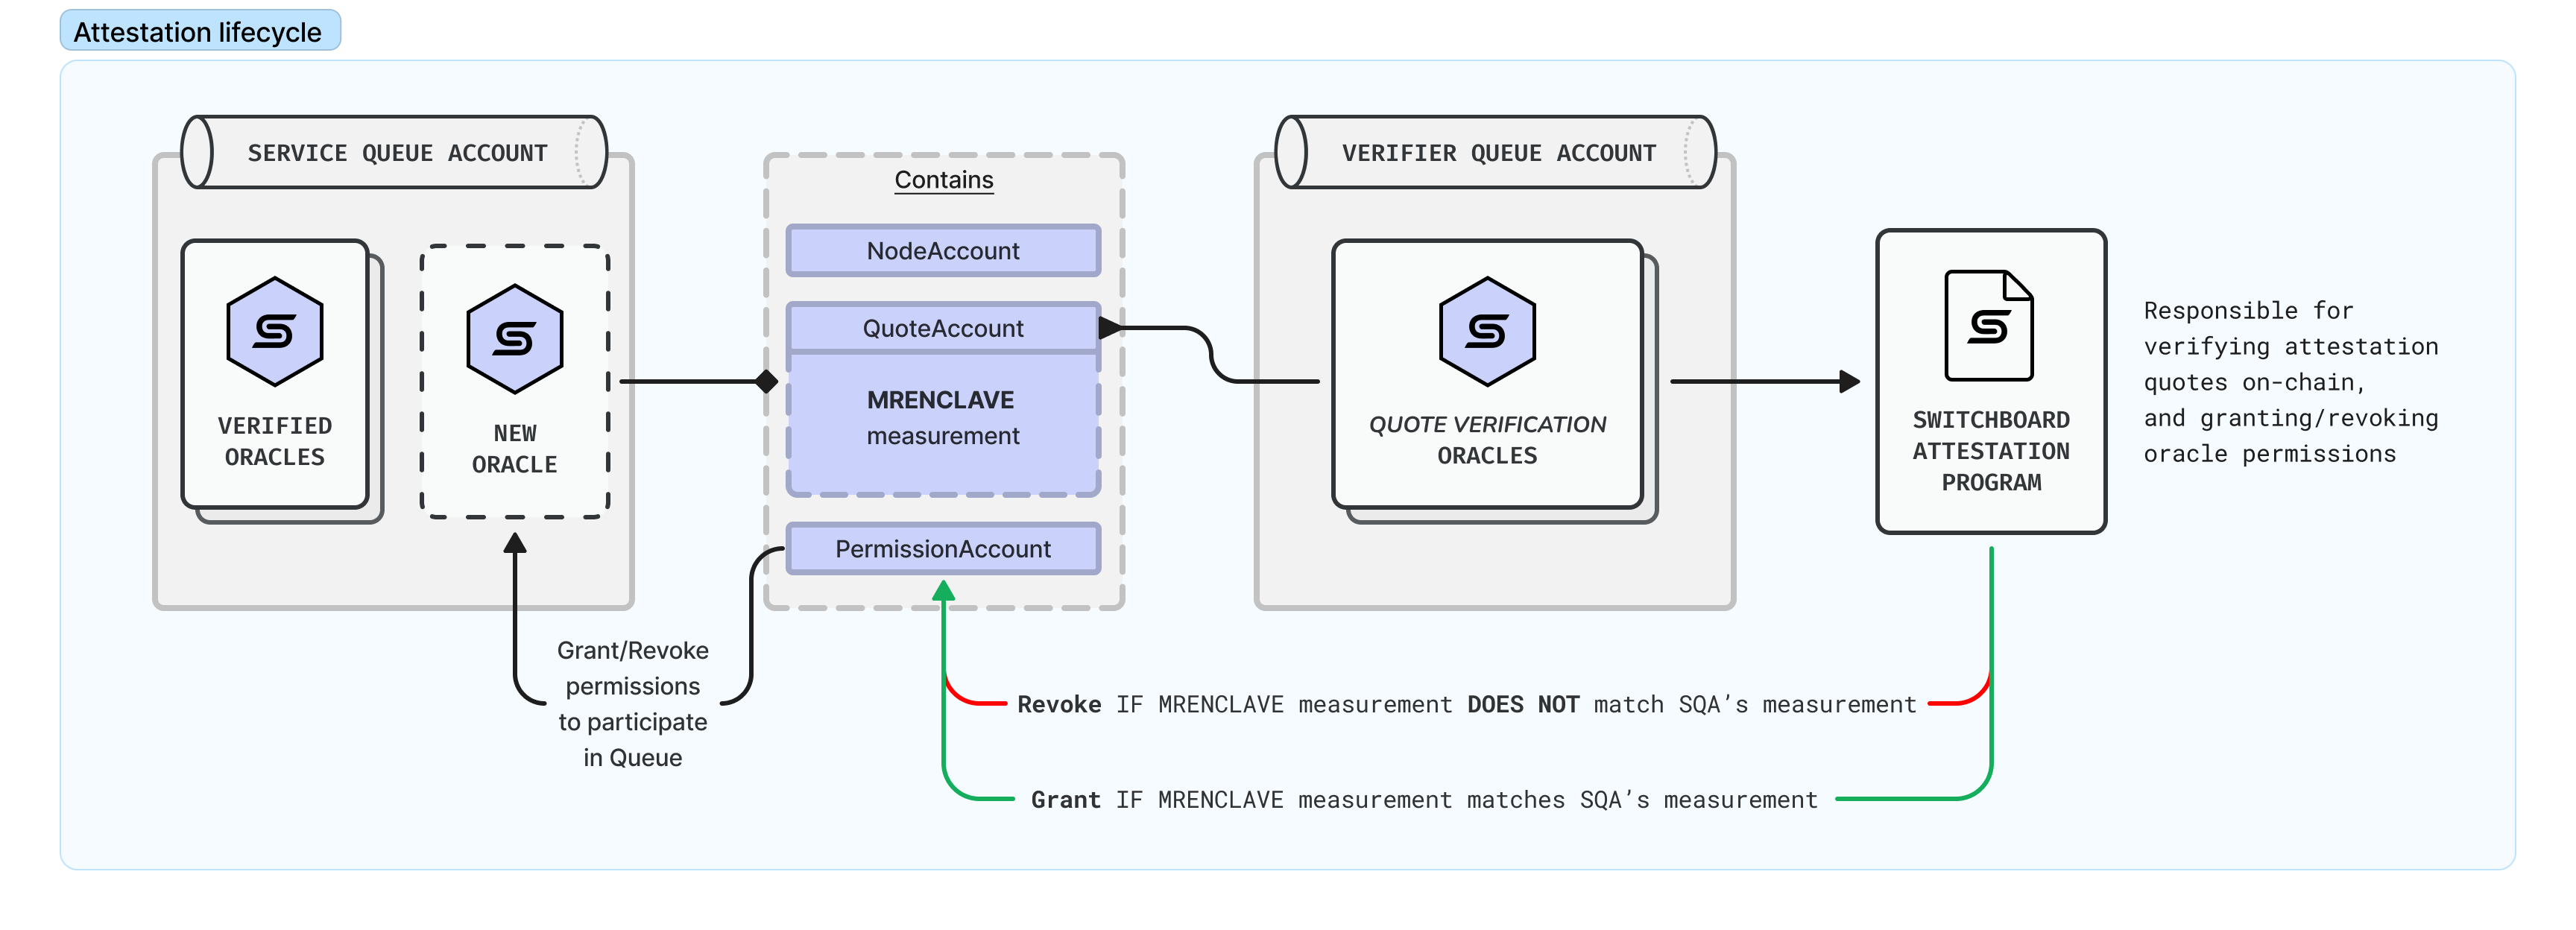 Attestation lifecycle
SERVICE QUEUE ACCOUNT
VERIFIED
ORACLES
NEW
ORACLE
Contains
NodeAccount
QuoteAccount
MRENCLAVE
measurement
PermissionAccount
VERIFIER QUEUE ACCOUNT
QUOTE VERIFICATION
ORACLES
SWITCHBOARD
ATTESTATION
PROGRAM
Responsible for
verifying attestation
quotes on-chain,
and granting/revoking
oracle permissions
Grant/Revoke
permissions
to participate
in Queue
Revoke IF MRENCLAVE measurement DOES NOT match SQA’s measurement
Grant IF MRENCLAVE measurement matches SQA’s measurement